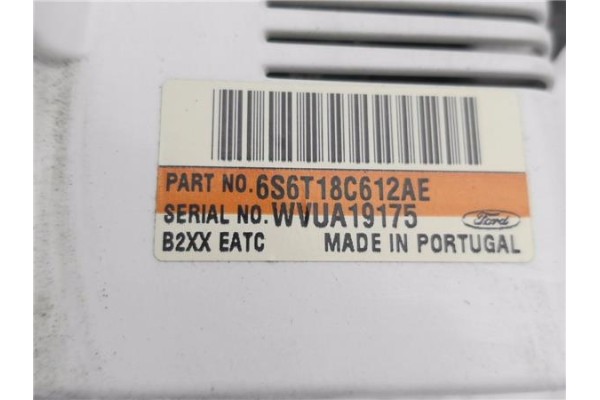 PART NO. 6S6T18C612AE
SERIAL NO. WVUA19175 Ford
B2XX EATC MADE IN PORTUGAL